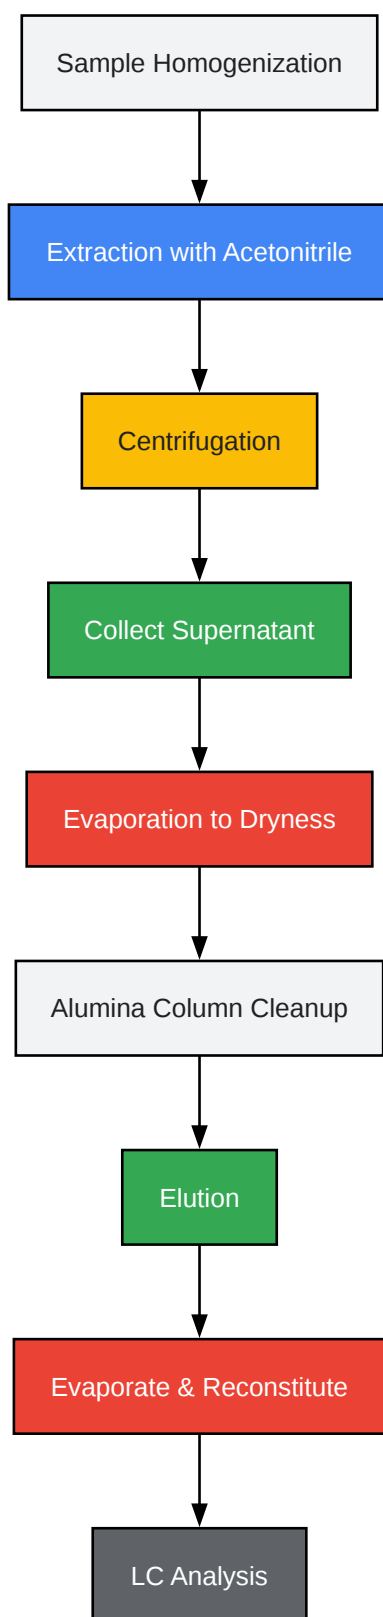 Sample Homogenization
Extraction with Acetonitrile
Centrifugation
Collect Supernatant
Evaporation to Dryness
Alumina Column Cleanup
Elution
Evaporate & Reconstitute
LC Analysis